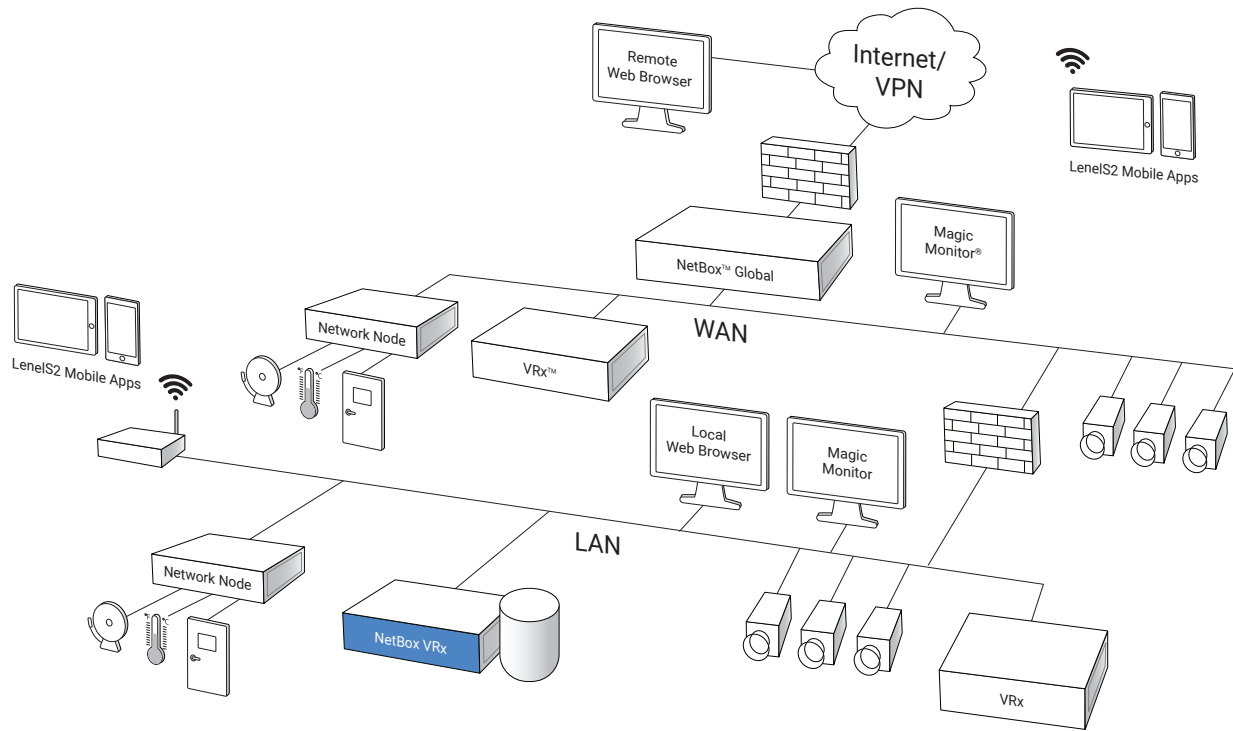 Remote
Web Browser
Internet/
VPN
LenelS2 Mobile Apps
Magic
Monitor®
NetBox™ Global
WAN
Network Node
°F
°C
VRx™
LenelS2 Mobile Apps
Local
Web Browser
Magic
Monitor
LAN
Network Node
°F
°C
NetBox VRx
VRx